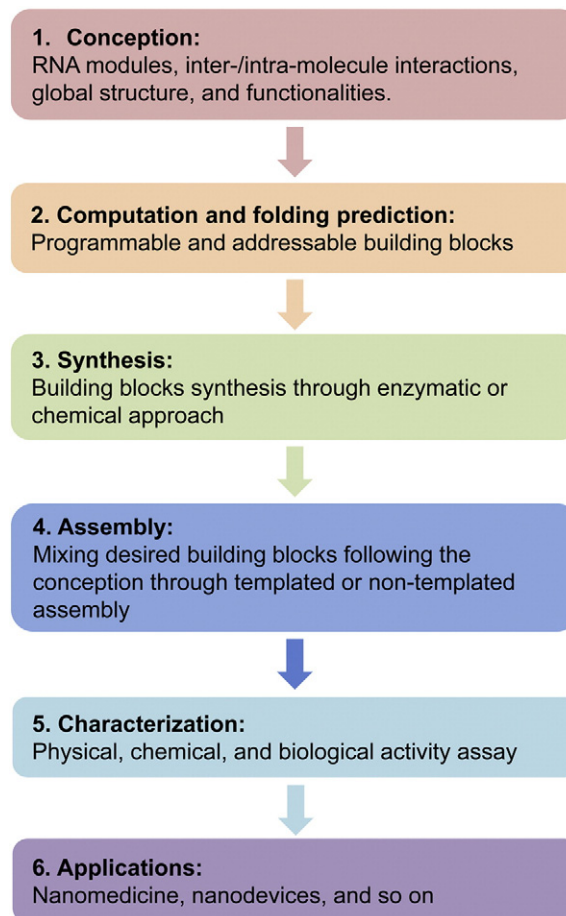 1. Conception:
RNA modules, inter-/intra-molecule interactions,
global structure, and functionalities.
2. Computation and folding prediction:
Programmable and addressable building blocks
3. Synthesis:
Building blocks synthesis through enzymatic or
chemical approach
4. Assembly:
Mixing desired building blocks following the
conception through templated or non-templated
assembly
5. Characterization:
Physical, chemical, and biological activity assay
6. Applications:
Nanomedicine, nanodevices, and so on